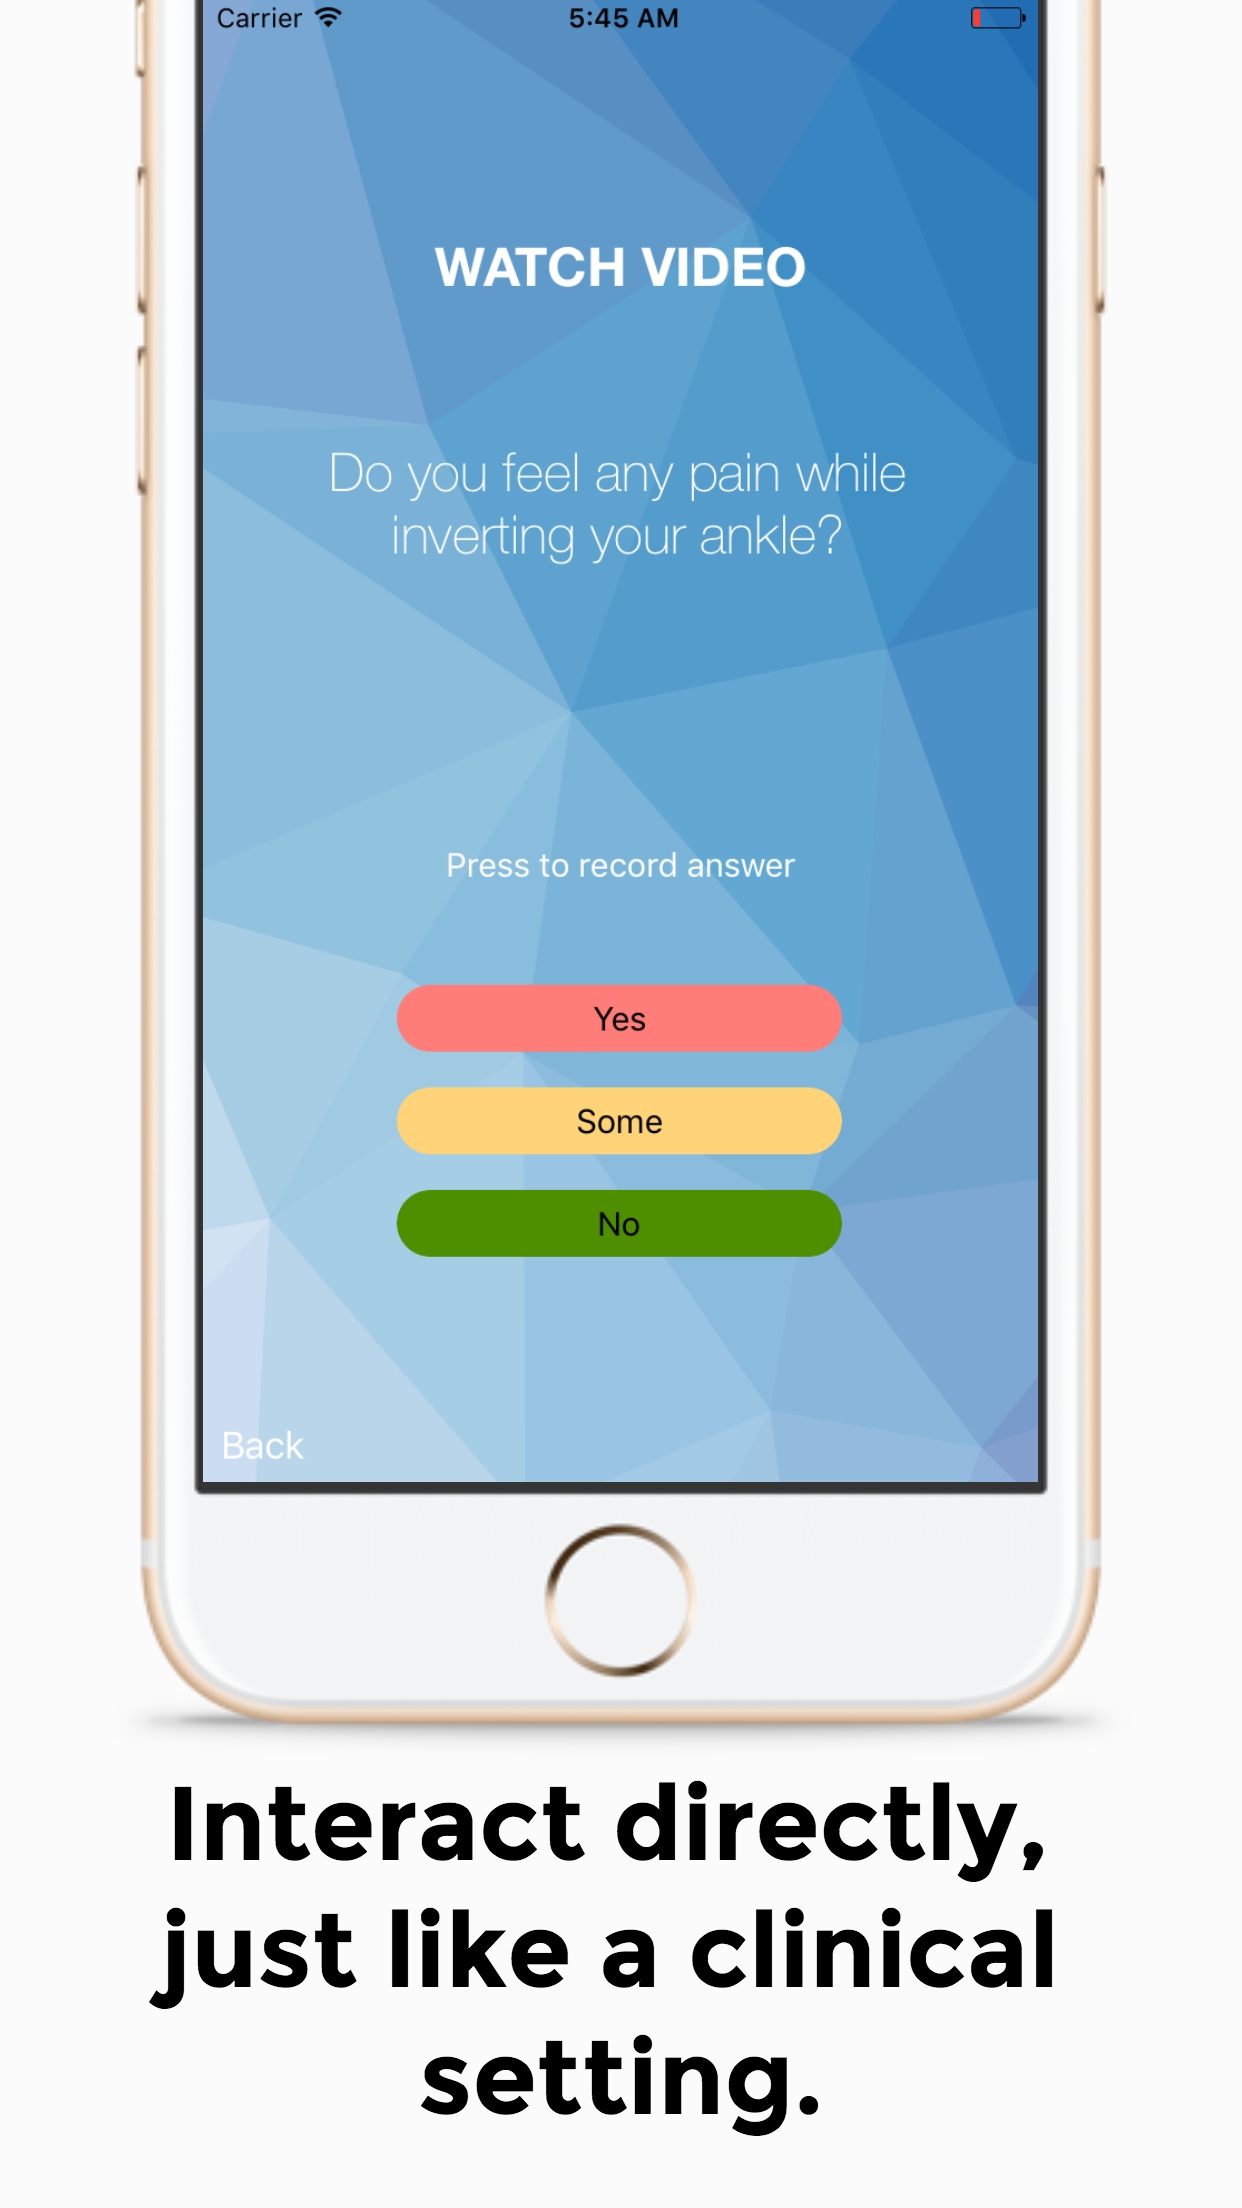 Carrier 5:45 AM
WATCH VIDEO
Do you feel any pain while
inverting your ankle?
Press to record answer
Yes
Some
No
Back
Interact directly,
just like a clinical
setting.